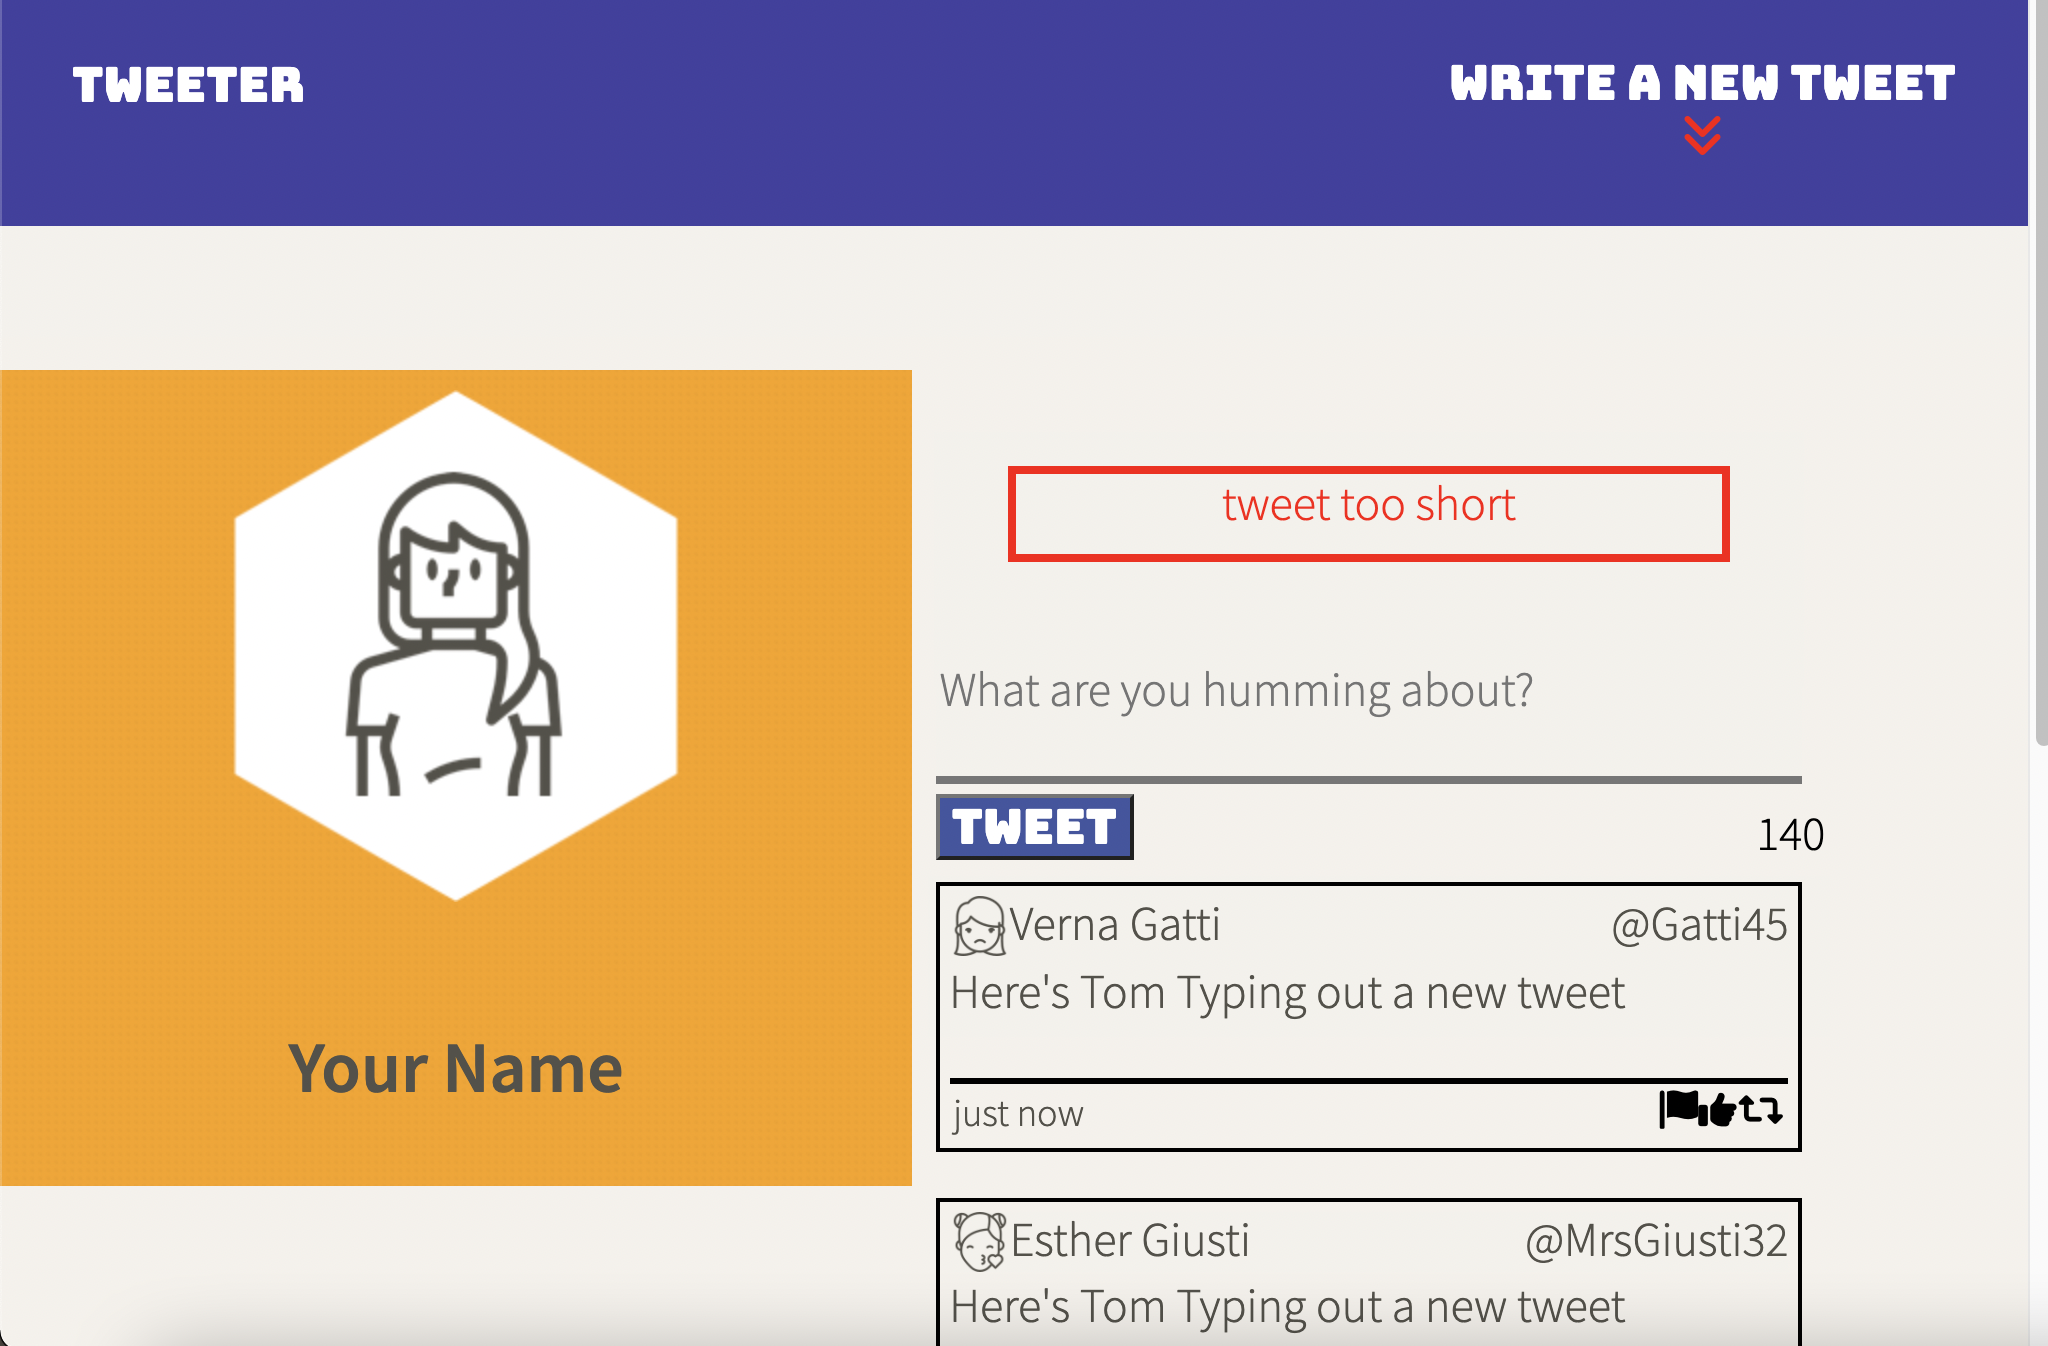 TWEETER
WRITE A NEW TWEET
tweet too short
What are you humming about?
TWEET
140
Verna Gatti
@Gatti45
Here's Tom Typing out a new tweet
just now
Your Name
Esther Giusti
@MrsGiusti32
Here's Tom Typing out a new tweet